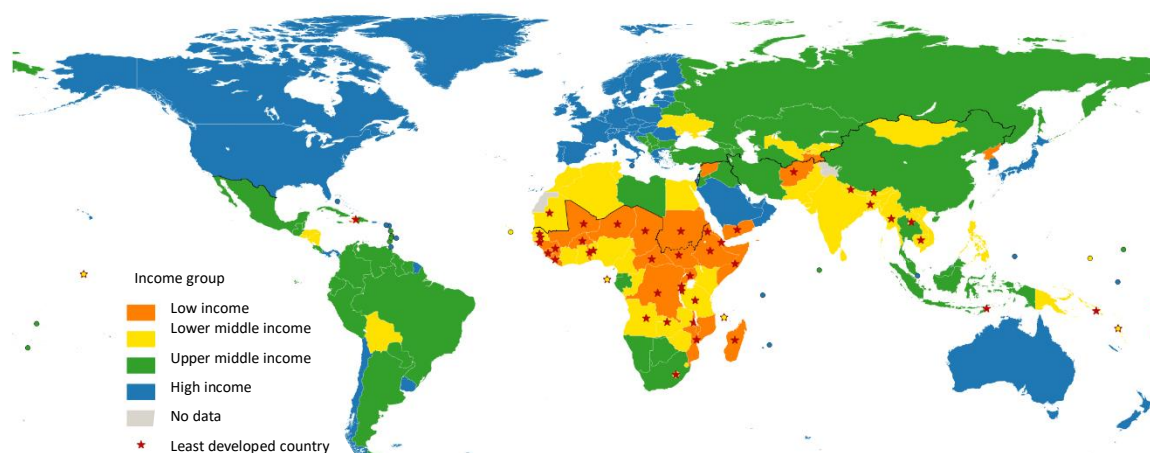 Income group
Low income
Lower middle income
Upper middle income
High income
No data
Least developed country